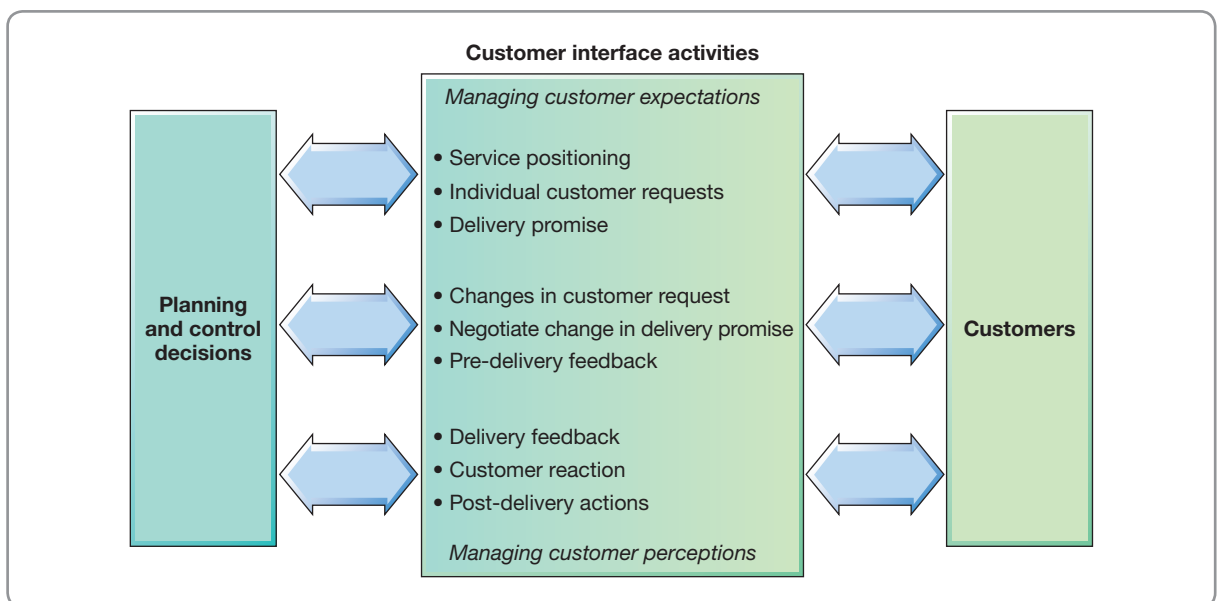 Customer interface activities
Managing customer expectations
• Service positioning
• Individual customer requests
• Delivery promise
Planning
and control
decisions
• Changes in customer request
• Negotiate change in delivery promise
• Pre-delivery feedback
Customers
• Delivery feedback
• Customer reaction
• Post-delivery actions
Managing customer perceptions